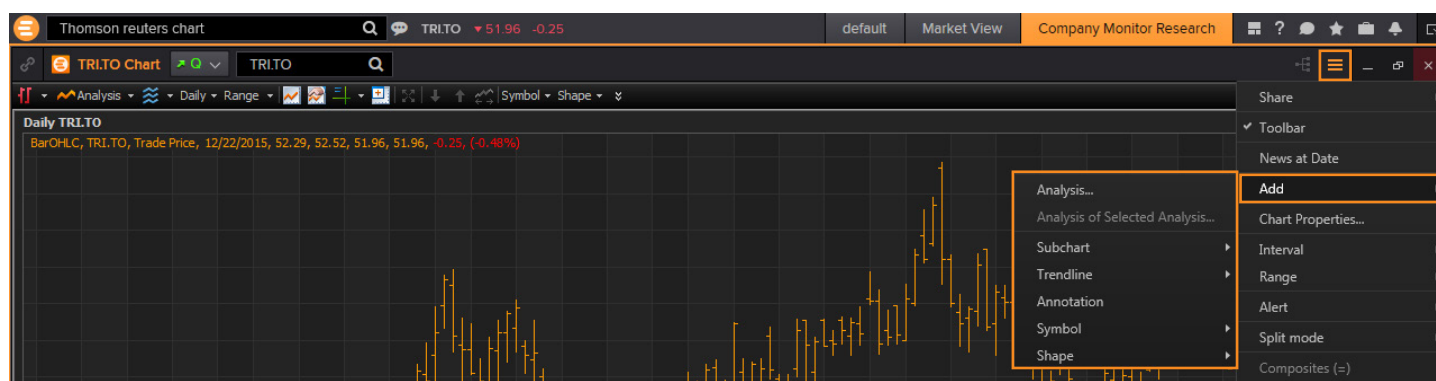 Thomson reuters chart TRI.TO ▼51.96 -0.25 default Market View Company Monitor Research ?
TRI.TO Chart Q TRI.TO
Analysis Daily Range Symbol Shape
Daily TRI.TO
BarOHLC, TRI.TO, Trade Price, 12/22/2015, 52.29, 52.52, 51.96, 51.96, -0.25, (-0.48%)
Analysis...
Analysis of Selected Analysis...
Subchart
Trendline
Annotation
Symbol
Shape
Share
✔ Toolbar
News at Date
Add
Chart Properties...
Interval
Range
Alert
Split mode
Composites (=)